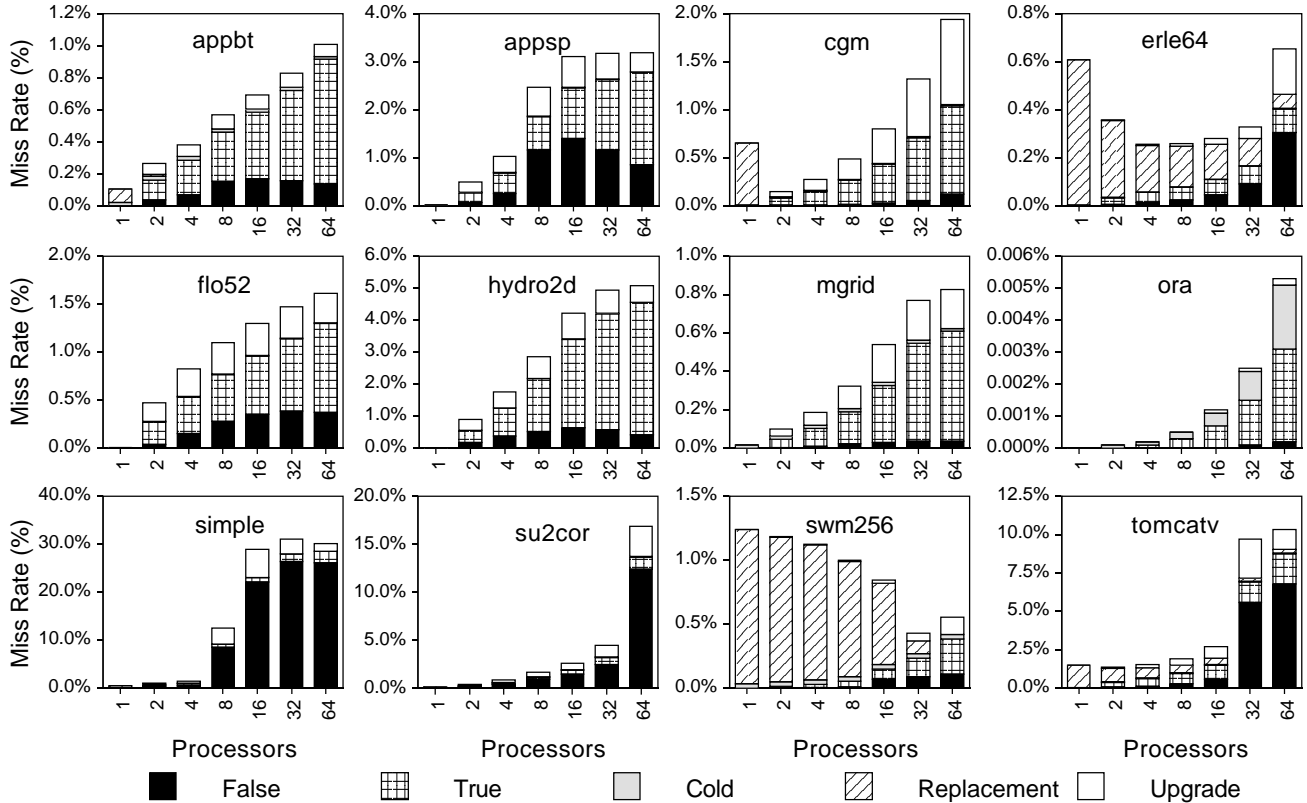 appbt
Miss Rate (%)
1.2%
1.0%
0.8%
0.6%
0.4%
0.2%
0.0%
1 2 4 8 16 32 64
appsp
4.0%
3.0%
2.0%
1.0%
0.0%
1 2 4 8 16 32 64
cgm
2.0%
1.5%
1.0%
0.5%
0.0%
1 2 4 8 16 32 64
erle64
0.8%
0.6%
0.4%
0.2%
0.0%
1 2 4 8 16 32 64
flo52
Miss Rate (%)
2.0%
1.5%
1.0%
0.5%
0.0%
1 2 4 8 16 32 64
hydro2d
6.0%
5.0%
4.0%
3.0%
2.0%
1.0%
0.0%
1 2 4 8 16 32 64
mgrid
1.0%
0.8%
0.6%
0.4%
0.2%
0.0%
1 2 4 8 16 32 64
ora
0.006%
0.005%
0.004%
0.003%
0.002%
0.001%
0.000%
1 2 4 8 16 32 64
simple
Miss Rate (%)
40.0%
30.0%
20.0%
10.0%
0.0%
1 2 4 8 16 32 64
Processors
su2cor
20.0%
15.0%
10.0%
5.0%
0.0%
1 2 4 8 16 32 64
Processors
swm256
1.5%
1.0%
0.5%
0.0%
1 2 4 8 16 32 64
Processors
tomcatv
12.5%
10.0%
7.5%
5.0%
2.5%
0.0%
1 2 4 8 16 32 64
Processors
False True Cold Replacement Upgrade